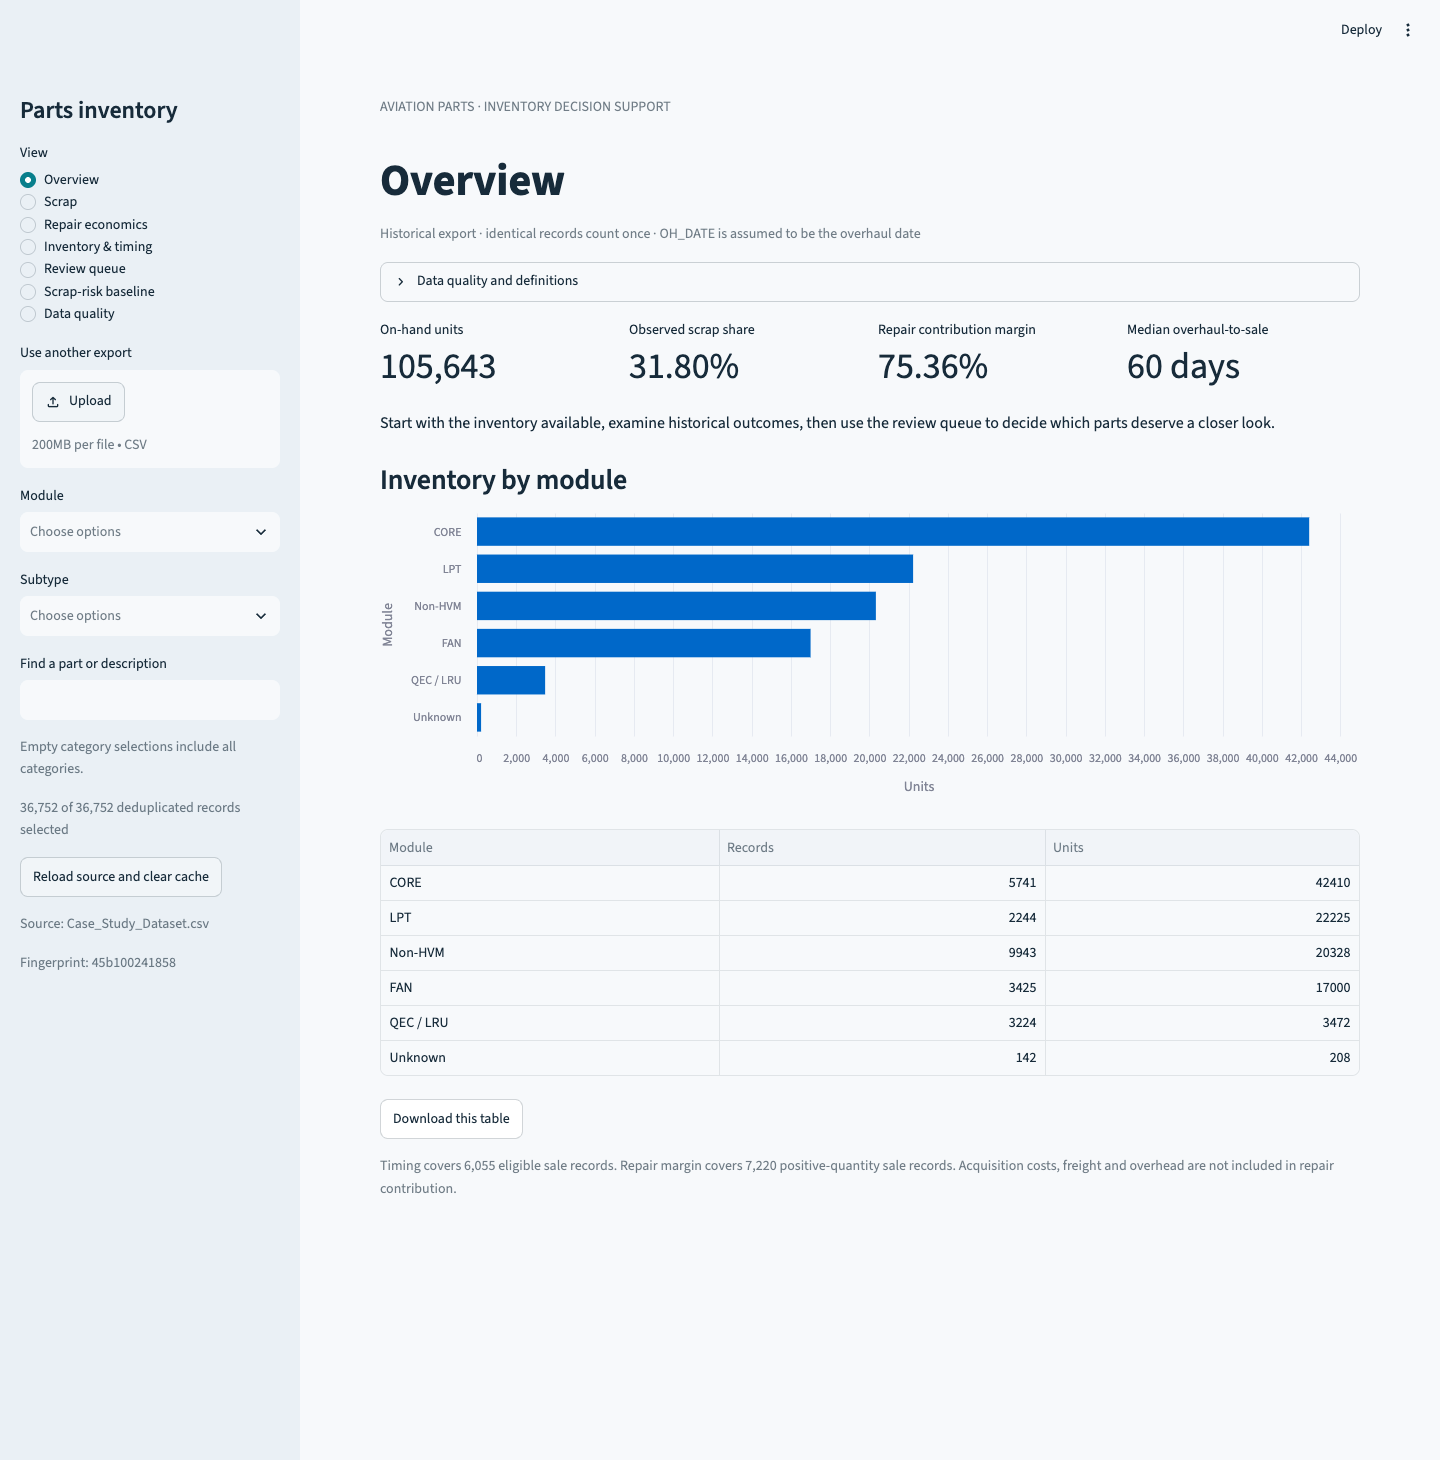 Deploy
Parts inventory
View
Overview
Scrap
Repair economics
Inventory & timing
Review queue
Scrap-risk baseline
Data quality
Use another export
Upload
200MB per file • CSV
Module
Choose options
Subtype
Choose options
Find a part or description
Empty category selections include all
categories.
36,752 of 36,752 deduplicated records
selected
Reload source and clear cache
Source: Case_Study_Dataset.csv
Fingerprint: 45b100241858
AVIATION PARTS · INVENTORY DECISION SUPPORT
Overview
Historical export · identical records count once · OH_DATE is assumed to be the overhaul date
Data quality and definitions
On-hand units Observed scrap share Repair contribution margin Median overhaul-to-sale
105,643 31.80% 75.36% 60 days
Start with the inventory available, examine historical outcomes, then use the review queue to decide which parts deserve a closer look.
Inventory by module
Module
CORE
LPT
Non-HVM
FAN
QEC / LRU
Unknown
0 2,000 4,000 6,000 8,000 10,000 12,000 14,000 16,000 18,000 20,000 22,000 24,000 26,000 28,000 30,000 32,000 34,000 36,000 38,000 40,000 42,000 44,000
Units
Module Records Units
CORE 5741 42410
LPT 2244 22225
Non-HVM 9943 20328
FAN 3425 17000
QEC / LRU 3224 3472
Unknown 142 208
Download this table
Timing covers 6,055 eligible sale records. Repair margin covers 7,220 positive-quantity sale records. Acquisition costs, freight and overhead are not included in repair
contribution.